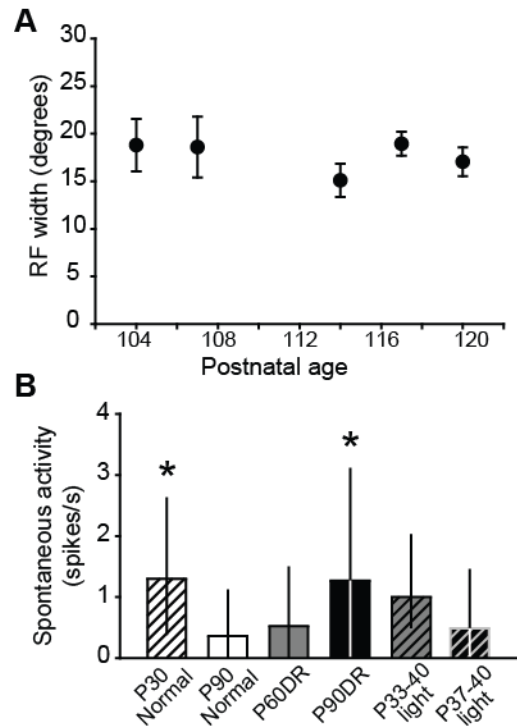 A
RF width (degrees)
30
25
20
15
10
5
0
104 108 112 116 120
Postnatal age
B
Spontaneous activity
(spikes/s)
4
3
2
1
0
* *
P30
Normal
P90
Normal
P60DR
P90DR
P33-40
light
P37-40
light